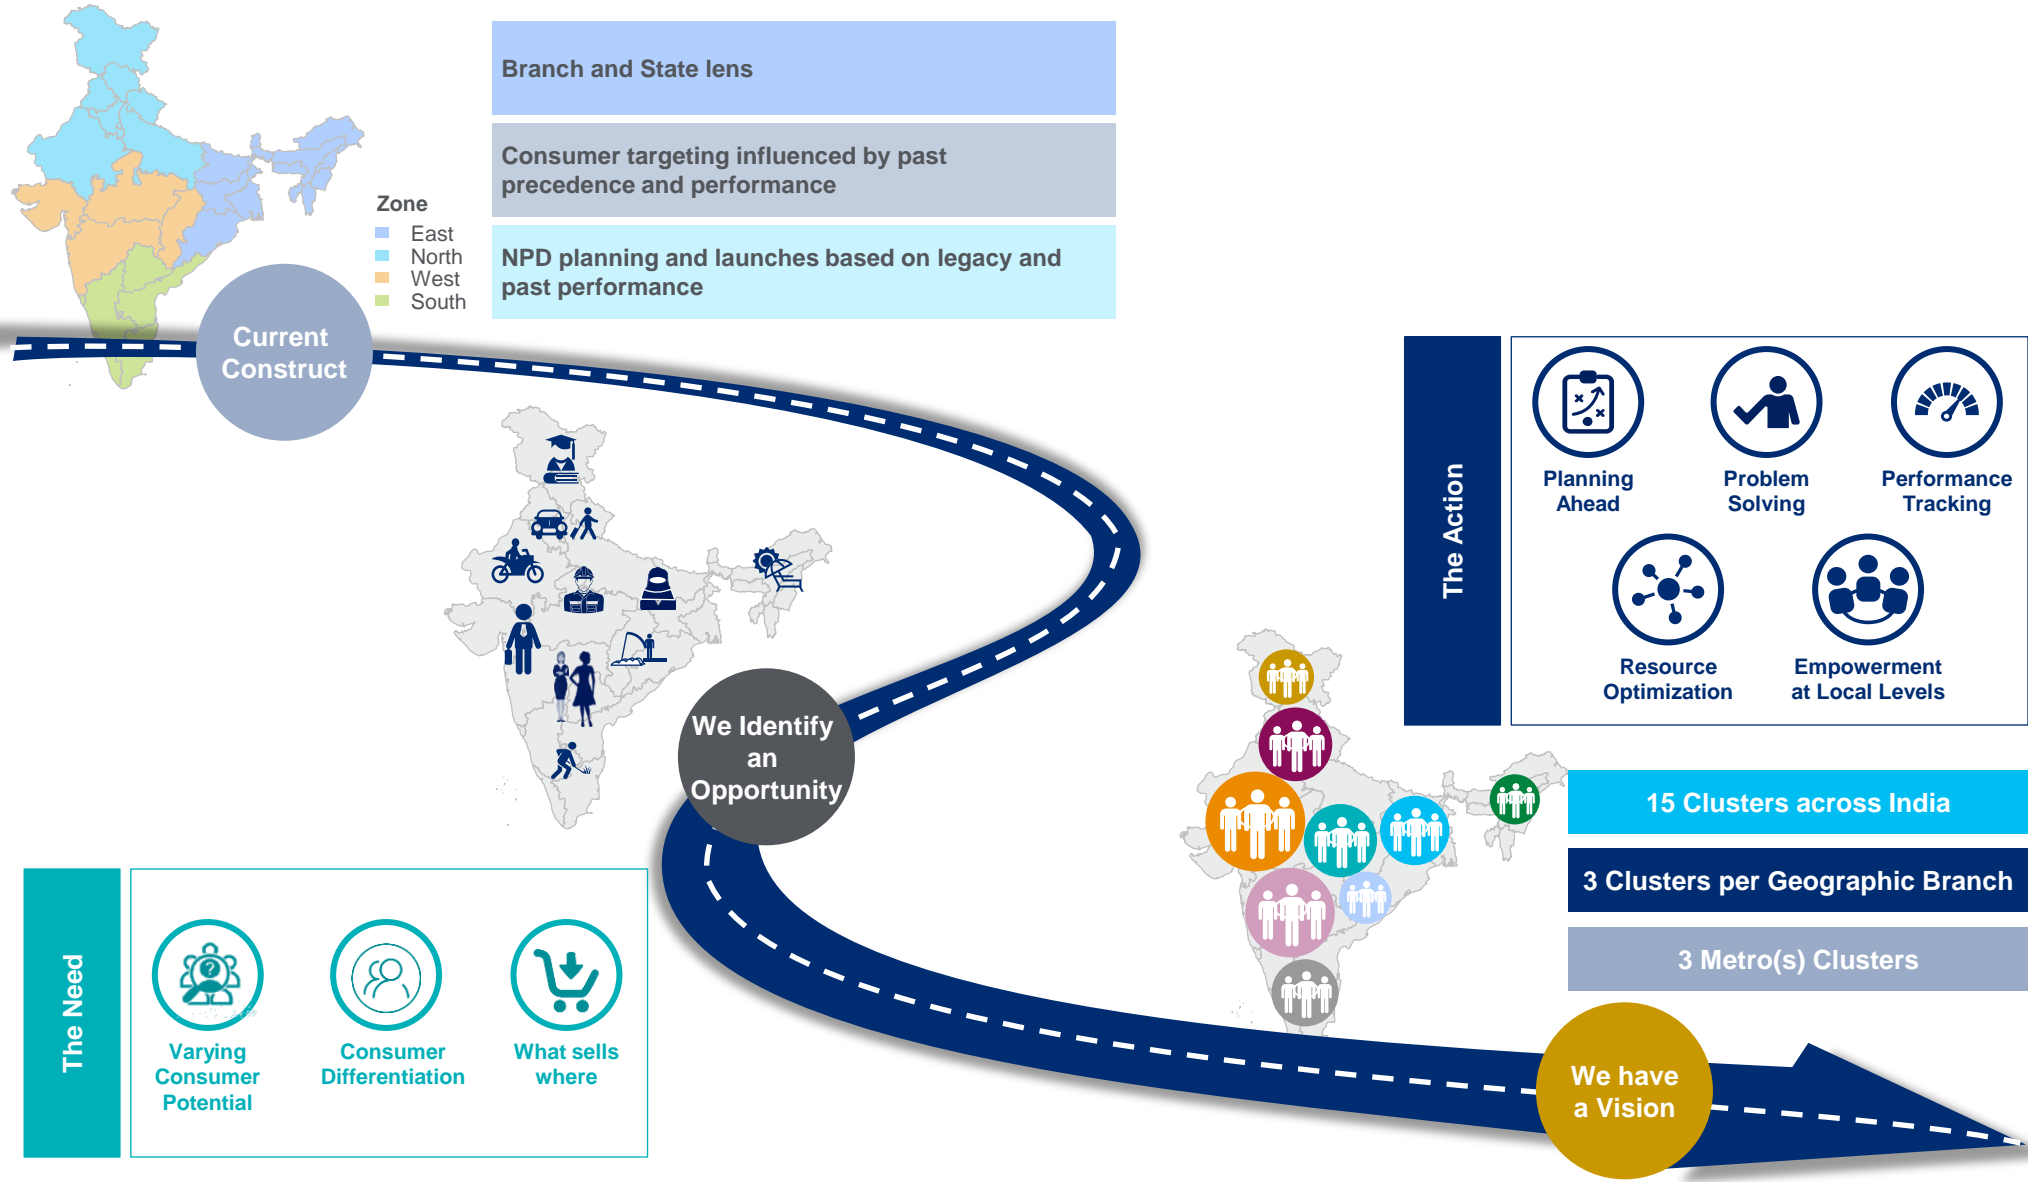 Branch and State lens
Consumer targeting influenced by past
precedence and performance
NPD planning and launches based on legacy and
past performance
Zone
East
North
West
South
Current
Construct
The Action
Planning
Ahead
Problem
Solving
Performance
Tracking
Resource
Optimization
Empowerment
at Local Levels
We Identify
an
Opportunity
15 Clusters across India
3 Clusters per Geographic Branch
3 Metro(s) Clusters
The Need
?
Varying
Consumer
Potential
Consumer
Differentiation
What sells
where
We have
a Vision